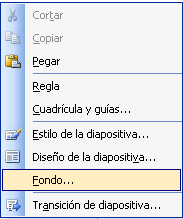 Cortar
Copiar
Pegar
Regla
Cuadrícula y guías...
Estilo de la diapositiva...
Diseño de la diapositiva...
Fondo...
Transición de diapositiva...